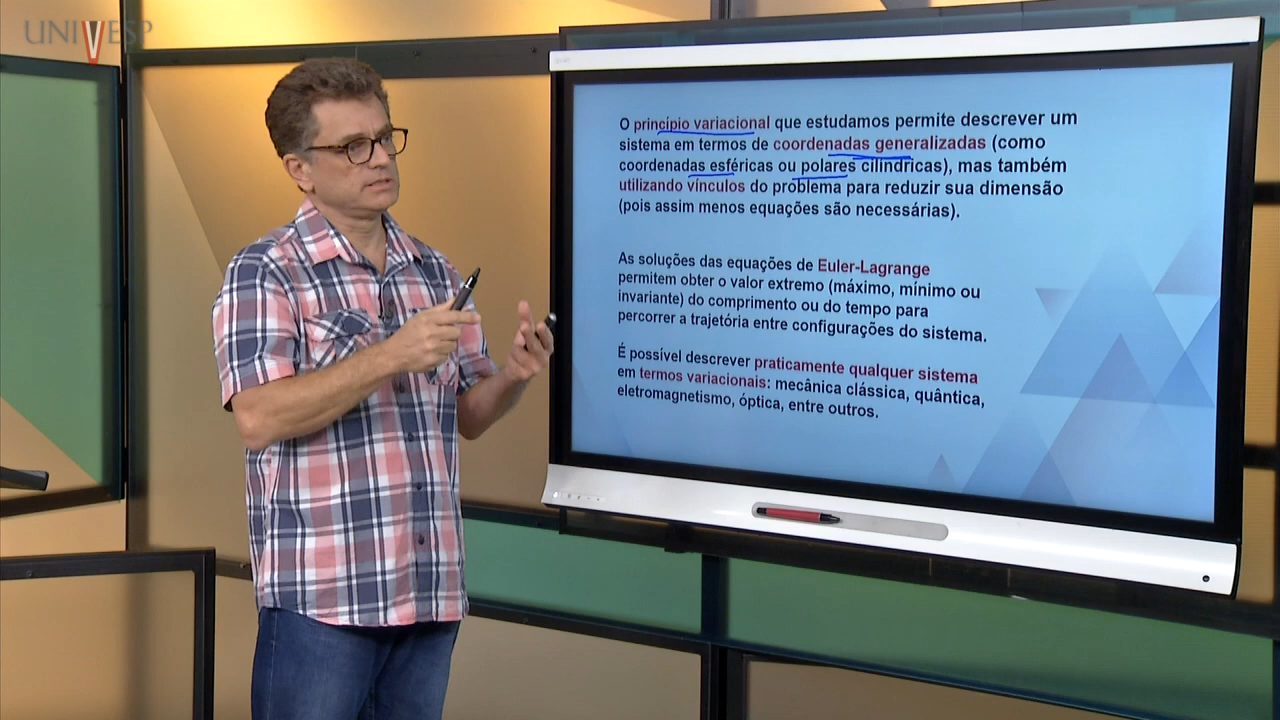 UNIVESP
O princípio variacional que estudamos permite descrever um
sistema em termos de coordenadas generalizadas (como
coordenadas esféricas ou polares cilíndricas), mas também
utilizando vínculos do problema para reduzir sua dimensão
(pois assim menos equações são necessárias).
As soluções das equações de Euler-Lagrange
permitem obter o valor extremo (máximo, mínimo ou
invariante) do comprimento ou do tempo para
percorrer a trajetória entre configurações do sistema.
É possível descrever praticamente qualquer sistema
em termos variacionais: mecânica clássica, quântica,
eletromagnetismo, óptica, entre outros.